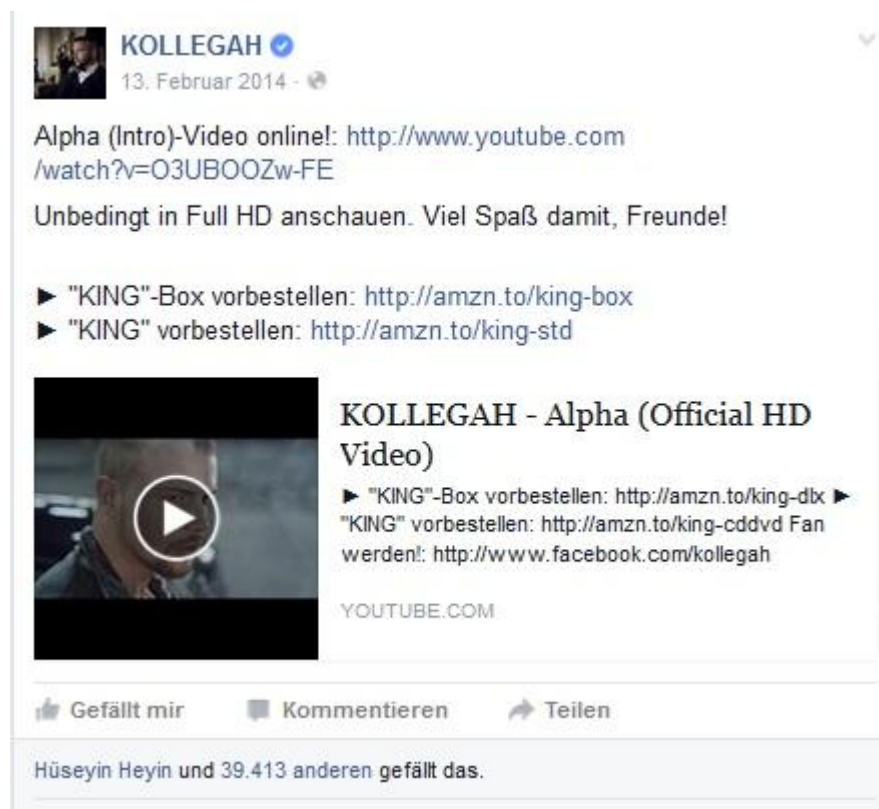 KOLLEGAH
13. Februar 2014 ·
Alpha (Intro)-Video online!: http://www.youtube.com
/watch?v=O3UBOOZw-FE
Unbedingt in Full HD anschauen. Viel Spaß damit, Freunde!
► "KING"-Box vorbestellen: http://amzn.to/king-box
► "KING" vorbestellen: http://amzn.to/king-std
KOLLEGAH - Alpha (Official HD
Video)
► "KING"-Box vorbestellen: http://amzn.to/king-dlx ►
"KING" vorbestellen: http://amzn.to/king-cddvd Fan
werden!: http://www.facebook.com/kollegah
YOUTUBE.COM
Gefällt mir Kommentieren Teilen
Hüseyin Heyin und 39.413 anderen gefällt das.